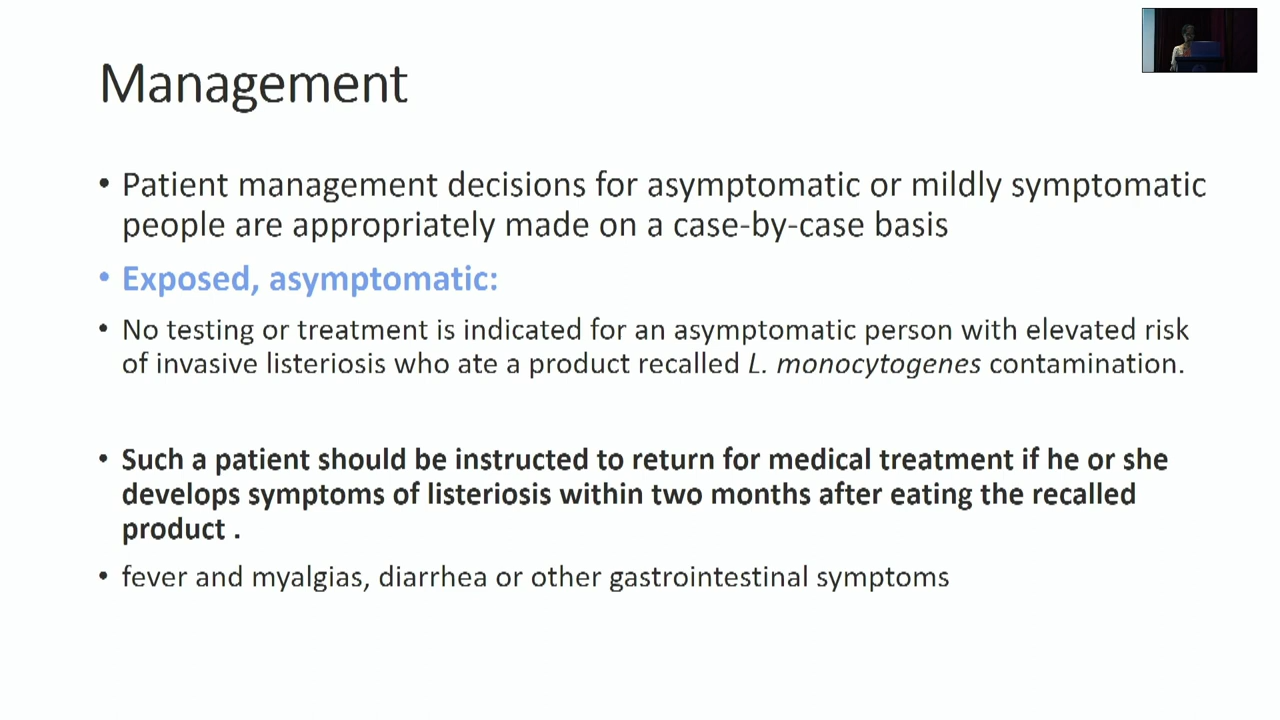 Management
• Patient management decisions for asymptomatic or mildly symptomatic
people are appropriately made on a case-by-case basis
• Exposed, asymptomatic:
• No testing or treatment is indicated for an asymptomatic person with elevated risk
of invasive listeriosis who ate a product recalled L. monocytogenes contamination.
• Such a patient should be instructed to return for medical treatment if he or she
develops symptoms of listeriosis within two months after eating the recalled
product .
• fever and myalgias, diarrhea or other gastrointestinal symptoms